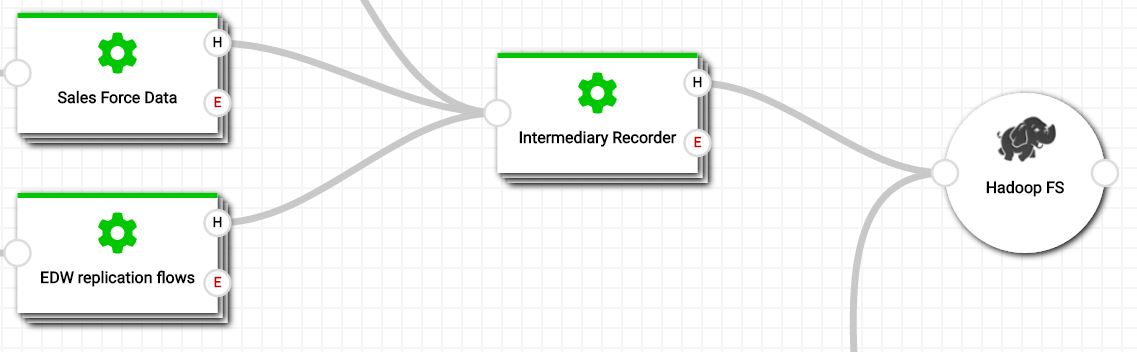 H
Sales Force Data
E
H
Intermediary Recorder
E
Hadoop FS
H
EDW replication flows
E